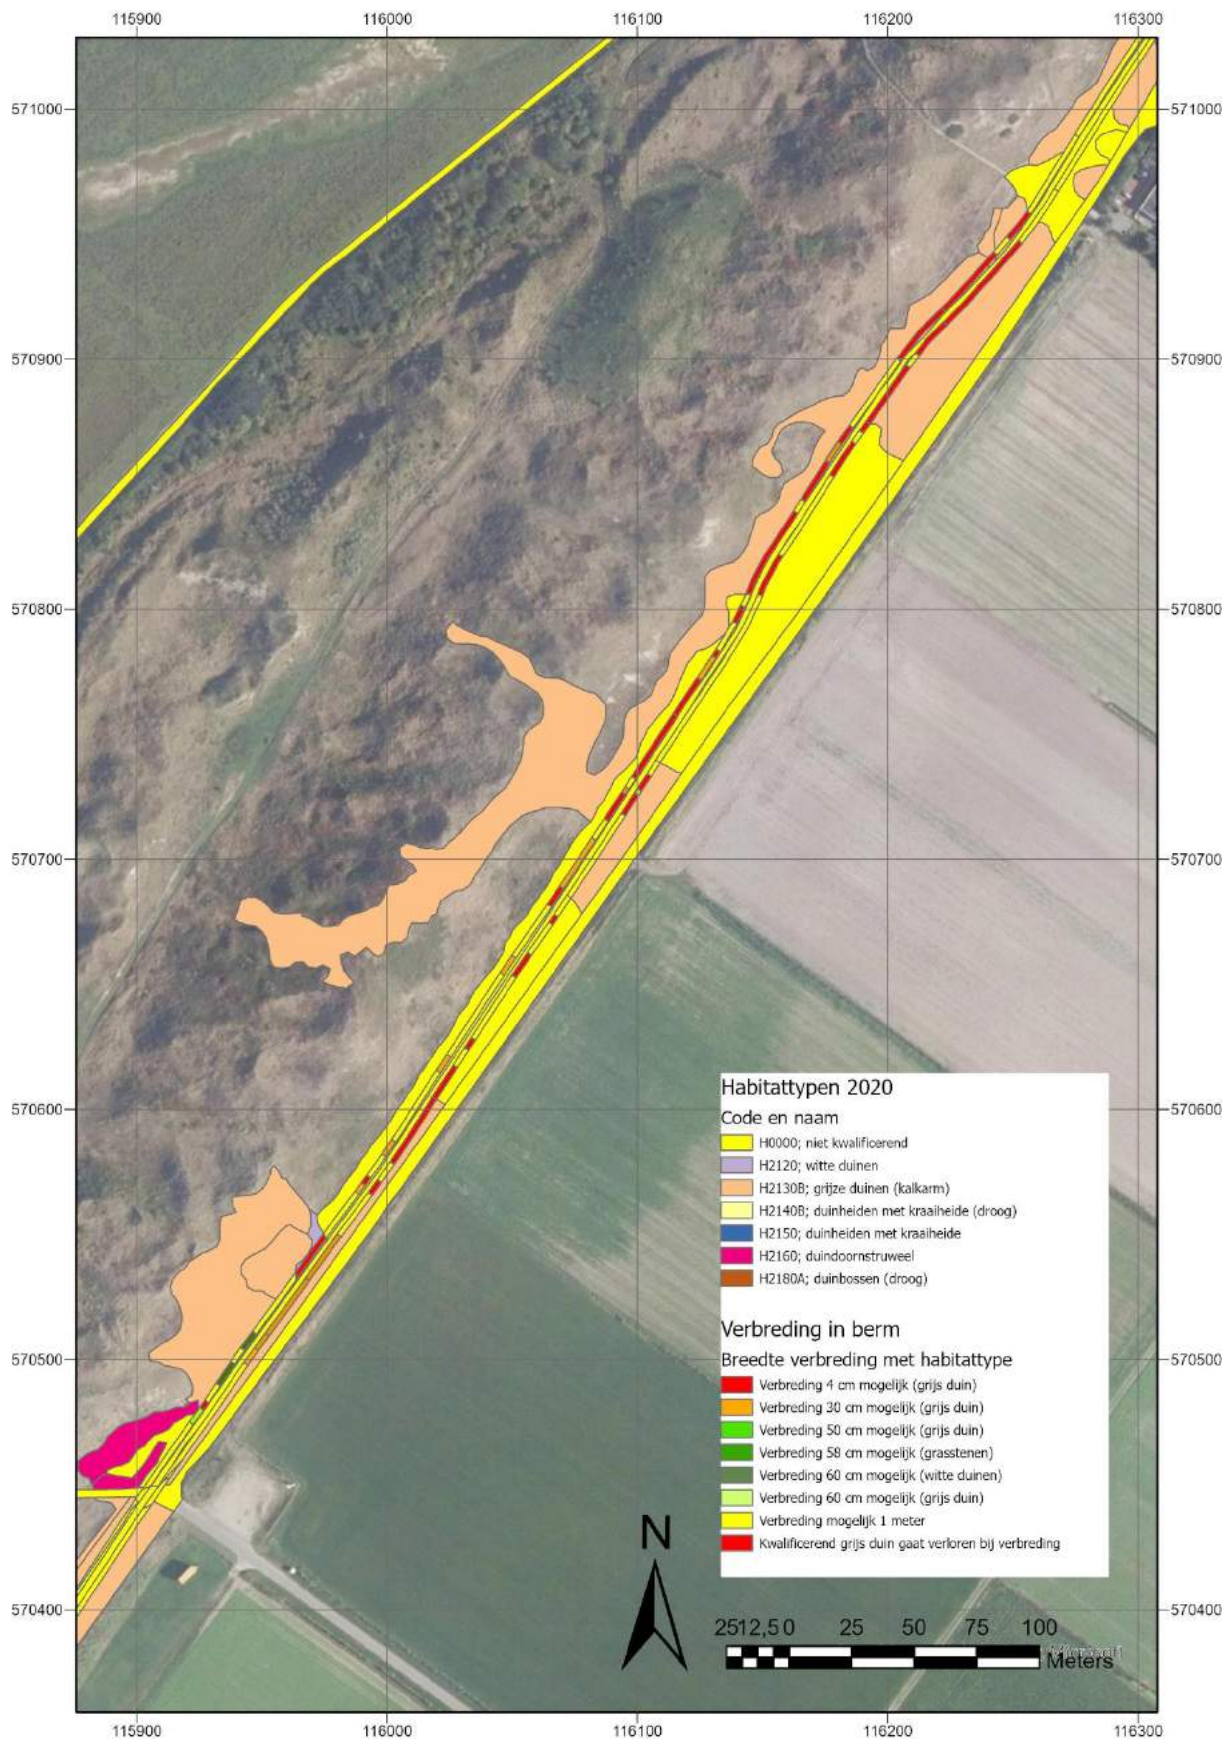 115900 116000 116100 116200 116300
571000 571000
570900 570900
570800 570800
570700 570700
570600 570600
570500 570500
570400 570400
Habitattypen 2020
Code en naam
H0000; niet kwalificerend
H2120; witte duinen
H2130B; grijze duinen (kalkarm)
H2140B; duinheiden met kraaiheide (droog)
H2150; duinheiden met kraaiheide
H2160; duindoornstruweel
H2180A; duinbossen (droog)
Verbreding in berm
Breedte verbreding met habitattype
Verbreding 4 cm mogelijk (grijs duin)
Verbreding 30 cm mogelijk (grijs duin)
Verbreding 50 cm mogelijk (grijs duin)
Verbreding 58 cm mogelijk (grasstenen)
Verbreding 60 cm mogelijk (witte duinen)
Verbreding 60 cm mogelijk (grijs duin)
Verbreding mogelijk 1 meter
Kwalificerend grijs duin gaat verloren bij verbreding
N
25 12,5 0 25 50 75 100
Meters
115900 116000 116100 116200 116300